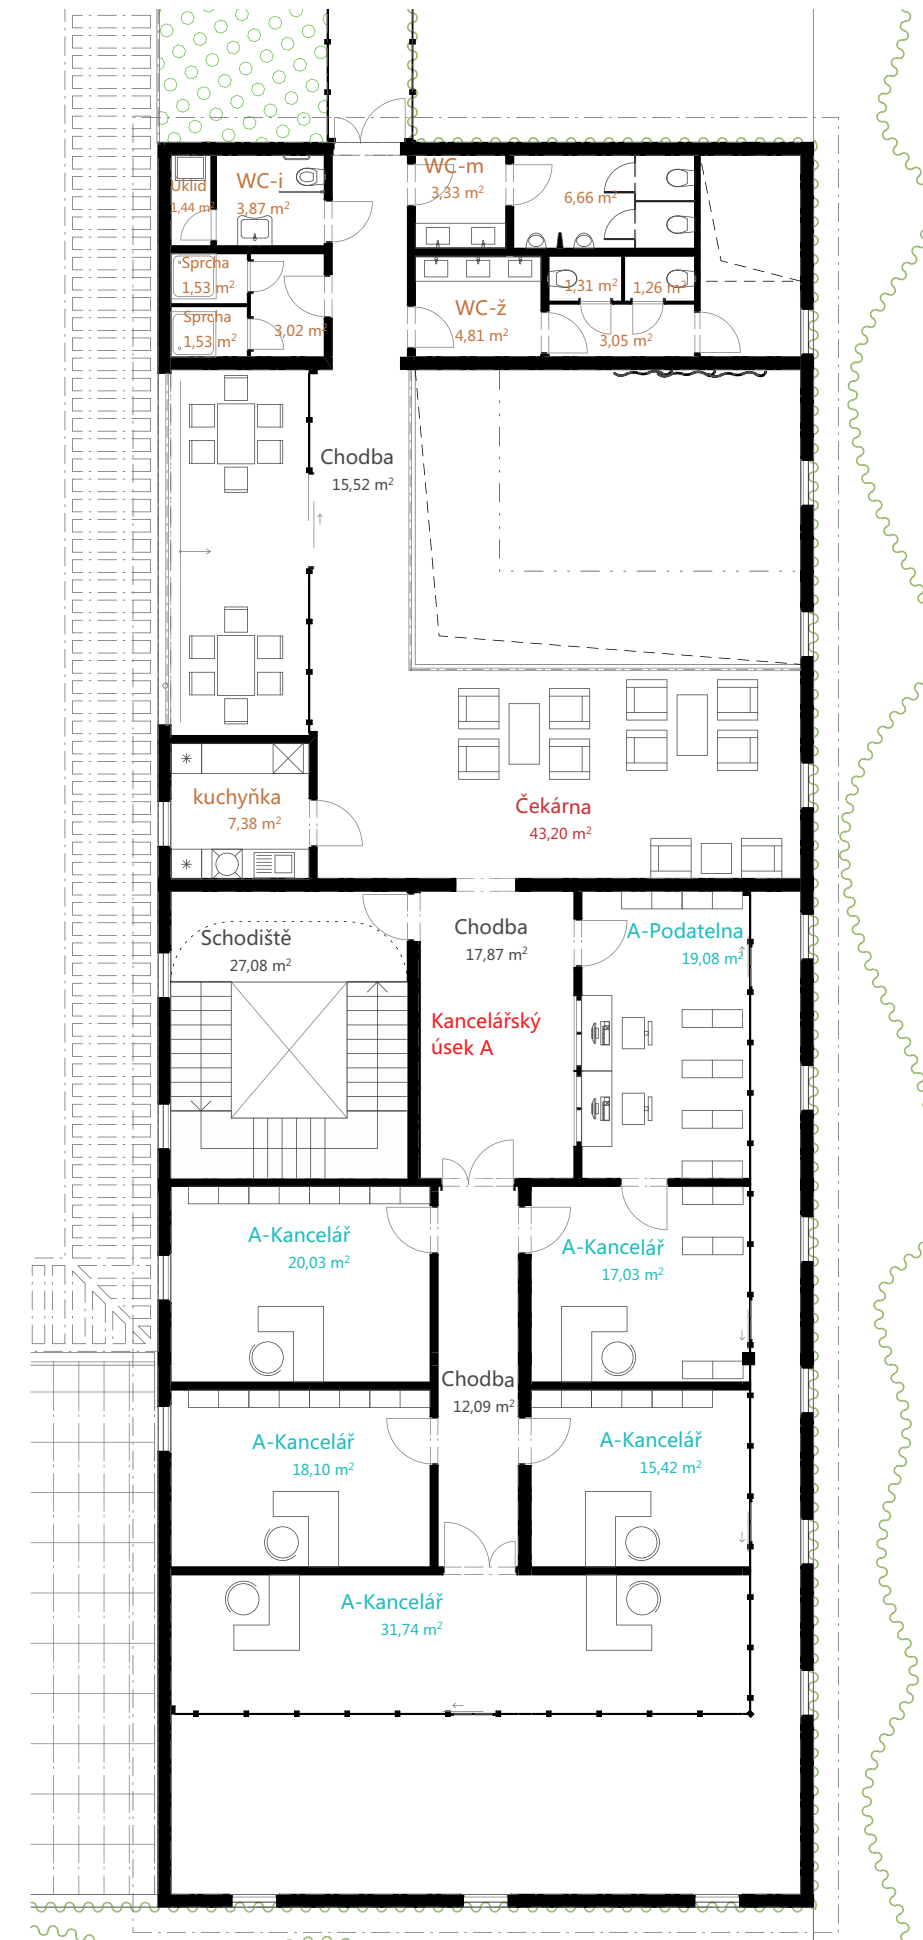 WC-m
3,33 m²
Úklid
1,44 m²
WC-i
3,87 m²
6,66 m²
Sprcha
1,53 m²
1,31 m²
1,26 m²
WC-ž
4,81 m²
Sprcha
1,53 m²
3,02 m²
3,05 m²
Chodba
15,52 m²
kuchyňka
7,38 m²
Čekárna
43,20 m²
Schodiště
27,08 m²
Chodba
17,87 m²
A-Podatelna
19,08 m²
Kancelářský
úsek A
A-Kancelář
20,03 m²
A-Kancelář
17,03 m²
Chodba
12,09 m²
A-Kancelář
18,10 m²
A-Kancelář
15,42 m²
A-Kancelář
31,74 m²